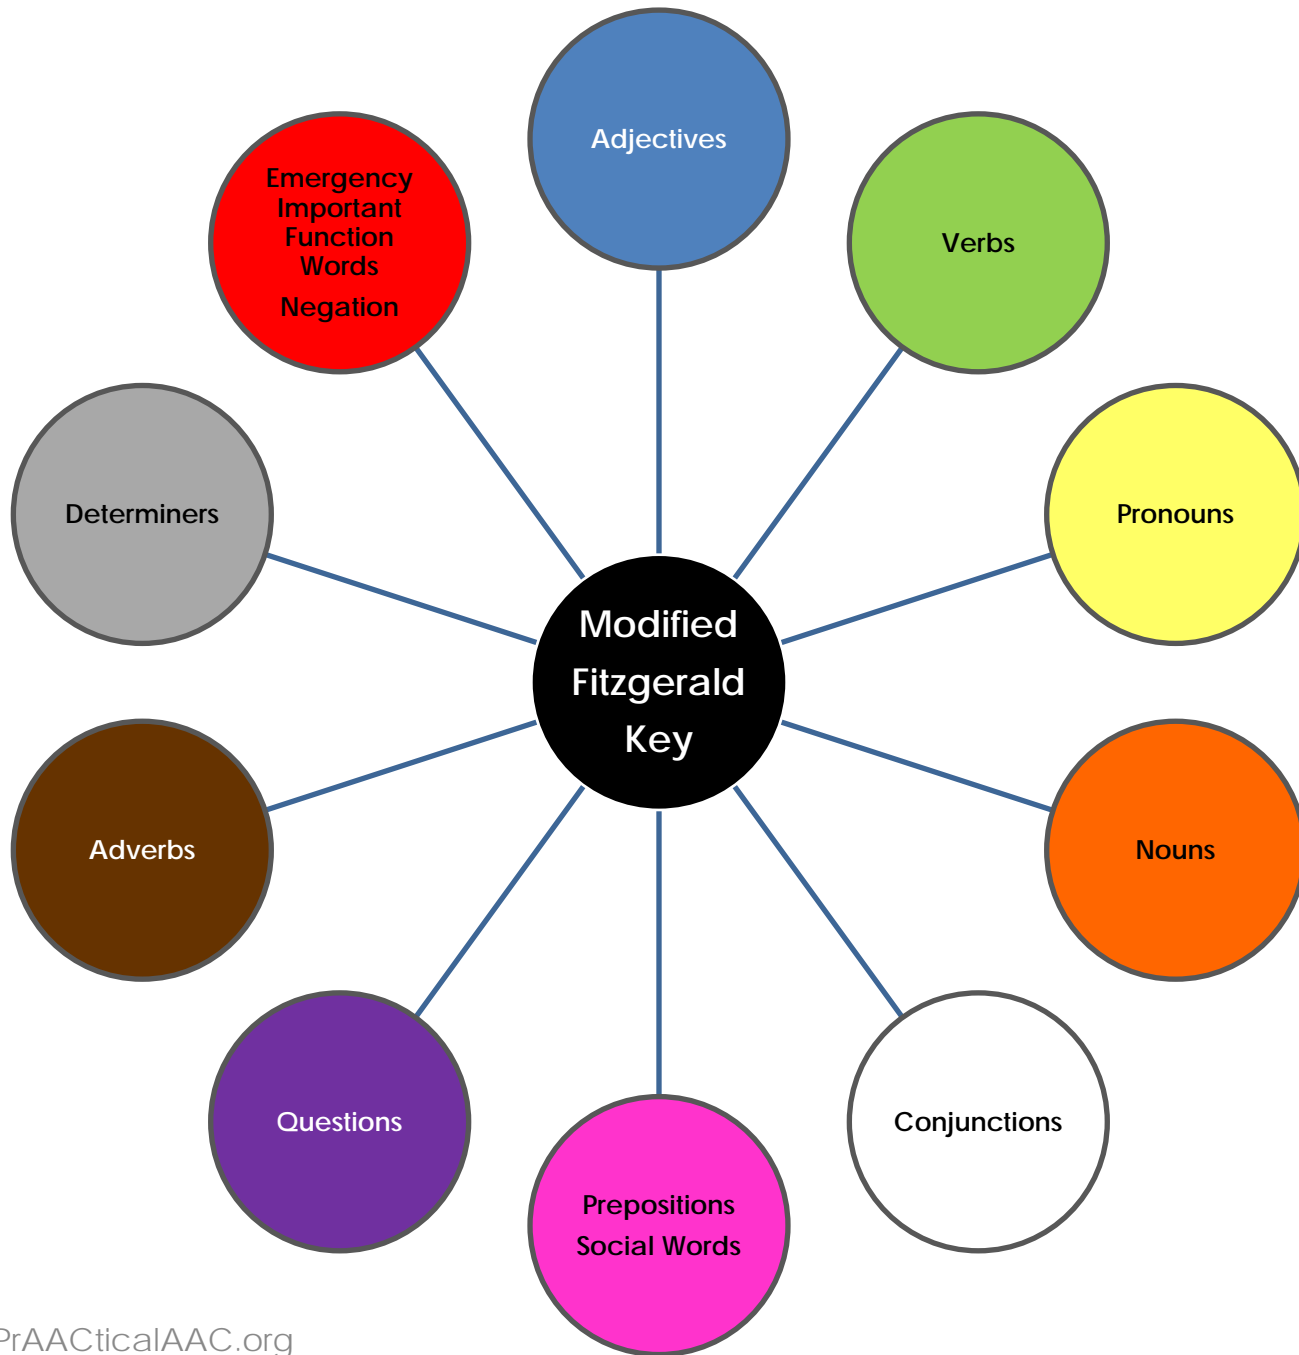 Adjectives
Emergency
Important
Function
Words
Negation
Verbs
Determiners
Pronouns
Modified
Fitzgerald
Key
Adverbs
Nouns
Questions
Conjunctions
Prepositions
Social Words
PrAACticalAAC.org